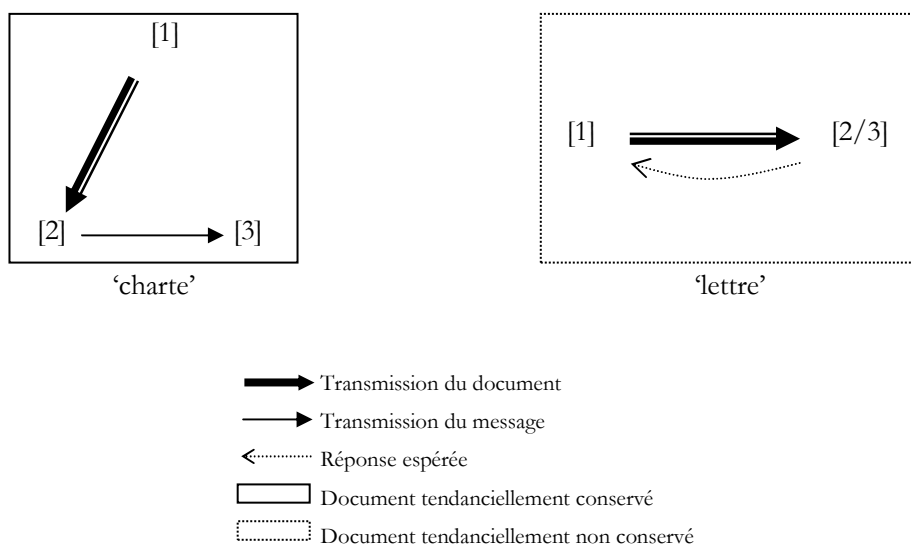 [1]
[2]
[3]
‘charte’
[1]
[2/3]
‘lettre’
Transmission du document
Transmission du message
Réponse espérée
Document tendanciellement conservé
Document tendanciellement non conservé